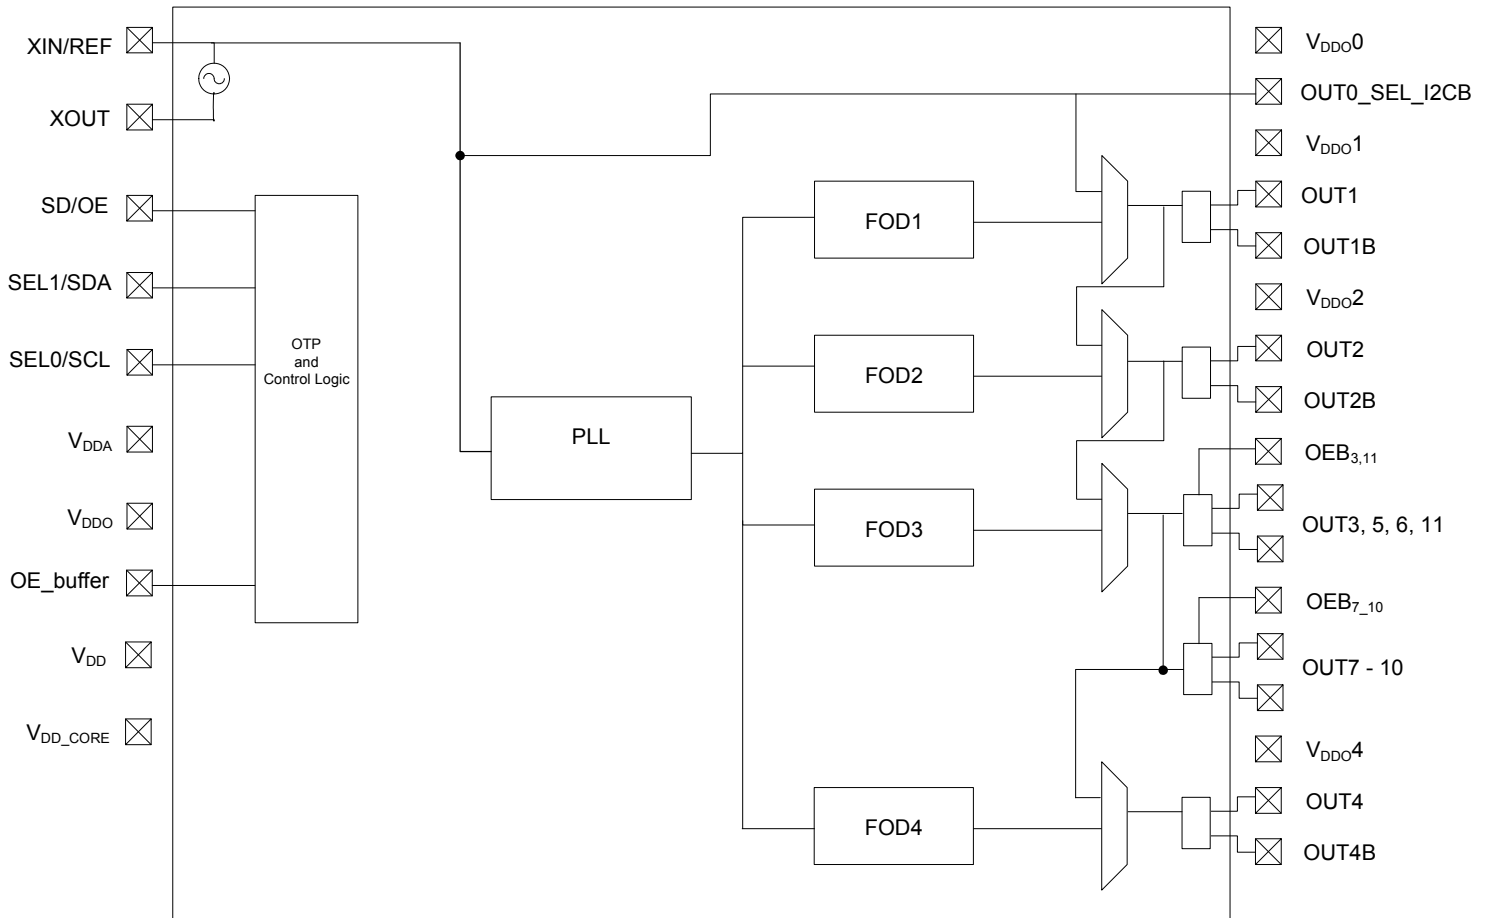 XIN/REF
XOUT
SD/OE
SEL1/SDA
SEL0/SCL
VDDA
VDDO
OE_buffer
VDD
VDD_CORE
OTP
and
Control Logic
PLL
FOD1
FOD2
FOD3
FOD4
VDDO0
OUT0_SEL_I2CB
VDDO1
OUT1
OUT1B
VDDO2
OUT2
OUT2B
OEB3,11
OUT3, 5, 6, 11
OEB7_10
OUT7 - 10
VDDO4
OUT4
OUT4B